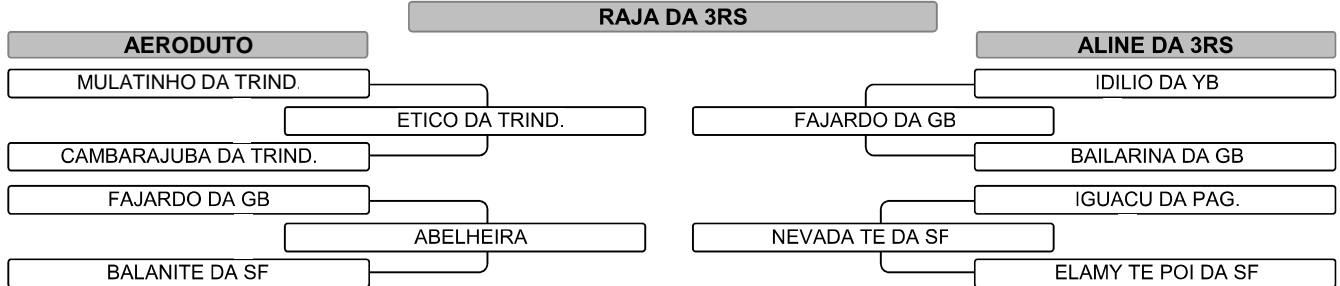 RAJA DA 3RS
AERODUTO
ALINE DA 3RS
MULATINHO DA TRIND.
IDILIO DA YB
ETICO DA TRIND.
FAJARDO DA GB
CAMBARAJUBA DA TRIND.
BAILARINA DA GB
FAJARDO DA GB
IGUACU DA PAG.
ABELHEIRA
NEVADA TE DA SF
BALANITE DA SF
ELAMY TE POI DA SF